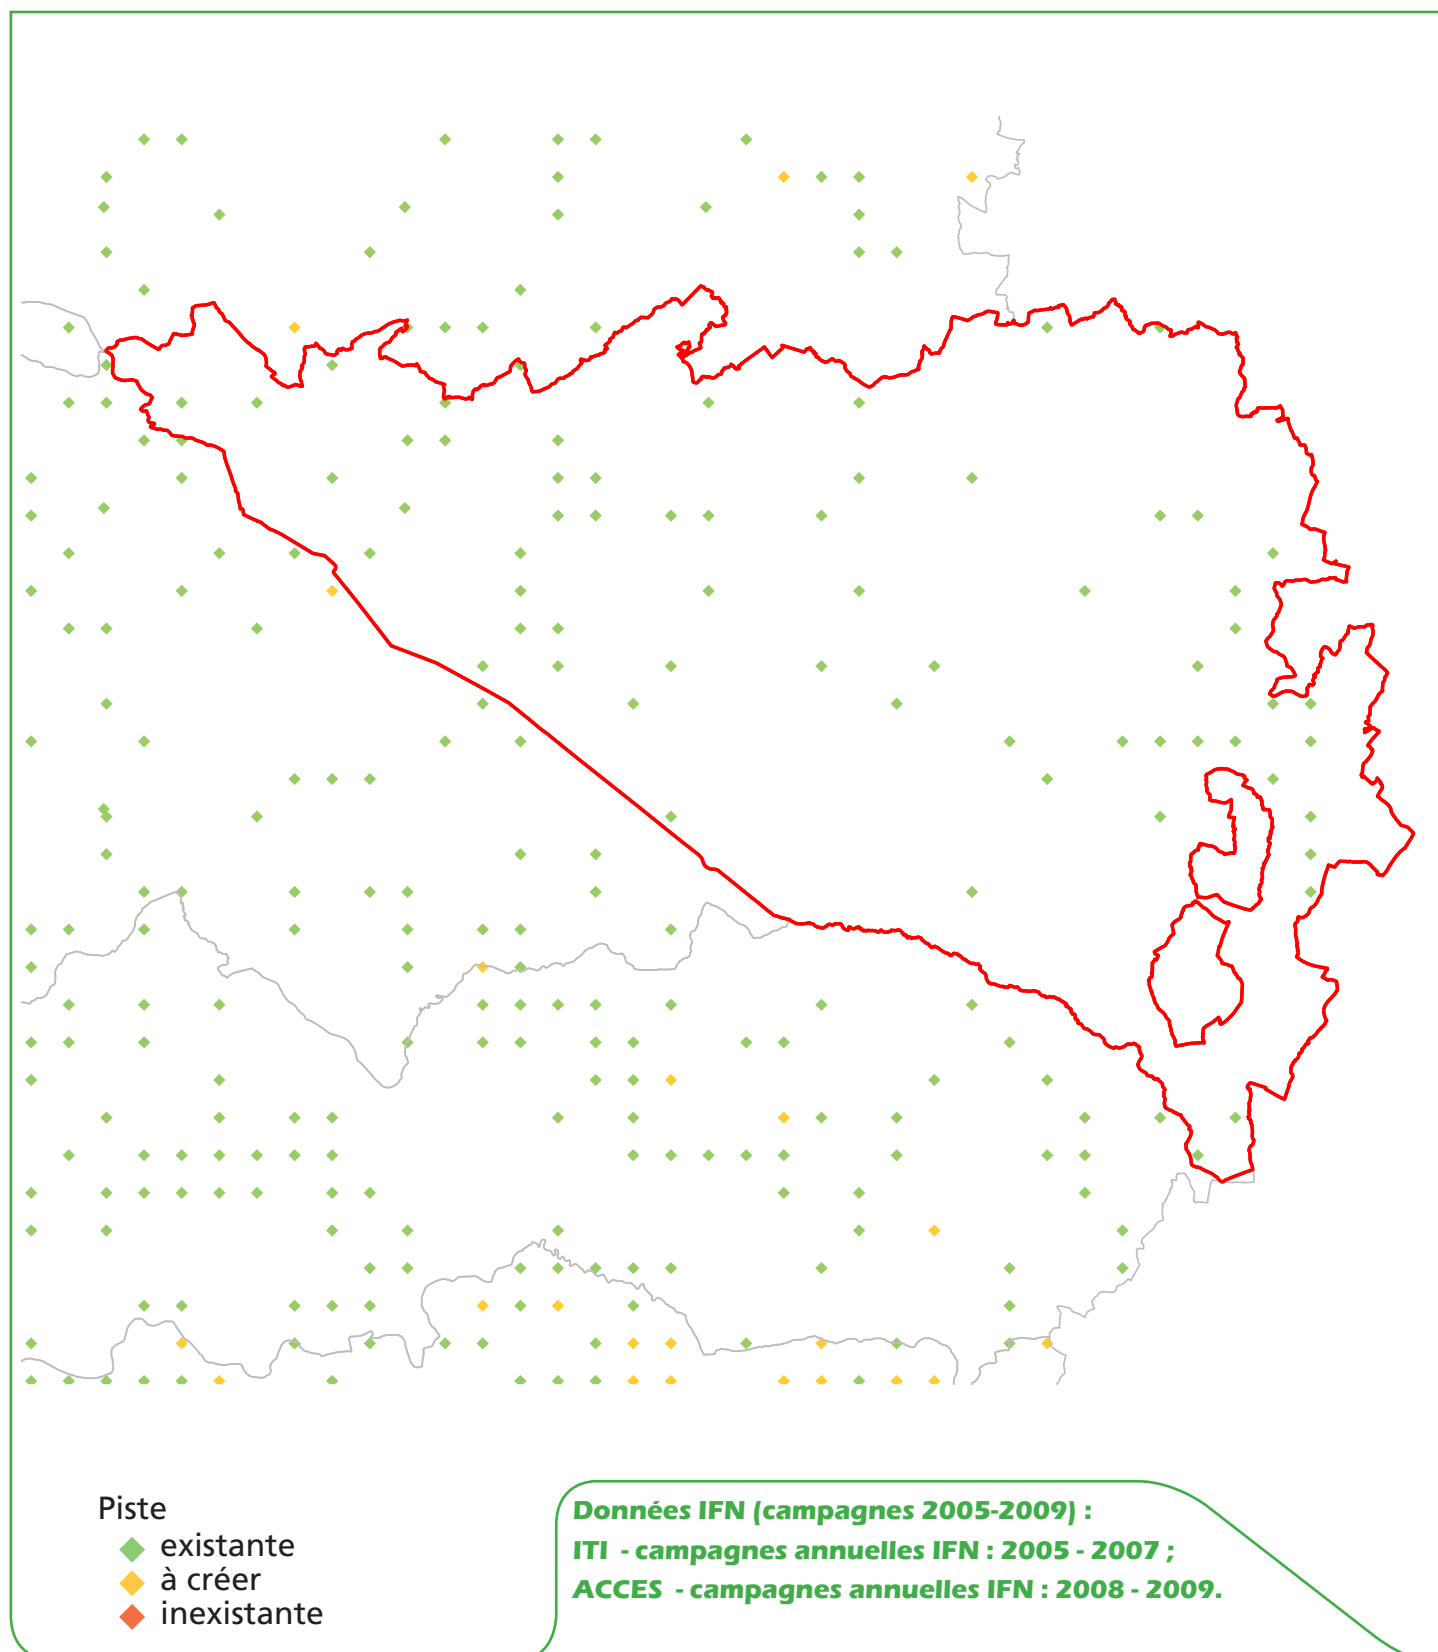 Piste
existante
à créer
inexistante
Données IFN (campagnes 2005-2009) :
ITI - campagnes annuelles IFN : 2005 - 2007 ;
ACCES - campagnes annuelles IFN : 2008 - 2009.